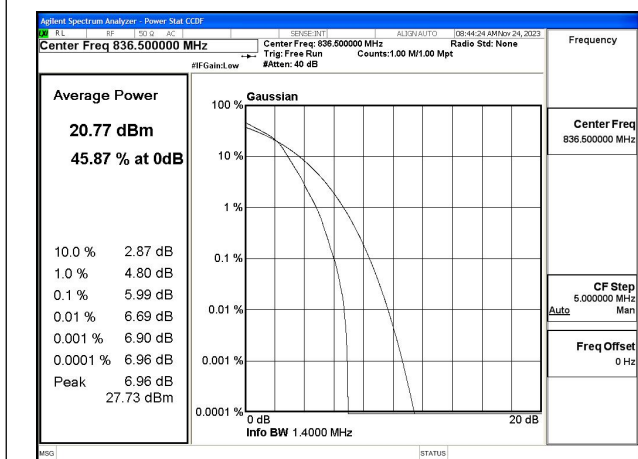 Agilent Spectrum Analyzer - Power Stat CCDF
RL RF 50 Ω AC SENSE:INT ALIGNAUTO 08:44:24 AM Nov 24, 2023
Center Freq 836.500000 MHz
Center Freq: 836.500000 MHz Radio Std: None
Trig: Free Run Counts:1.00 M/1.00 Mpt
#IFGain:Low #Atten: 40 dB
Frequency
Average Power
20.77 dBm
45.87 % at 0dB
10.0 % 2.87 dB
1.0 % 4.80 dB
0.1 % 5.99 dB
0.01 % 6.69 dB
0.001 % 6.90 dB
0.0001 % 6.96 dB
Peak 6.96 dB
27.73 dBm
Gaussian
100 %
10 %
1 %
0.1 %
0.01 %
0.001 %
0.0001 %
0 dB 20 dB
Info BW 1.4000 MHz
Center Freq
836.500000 MHz
CF Step
5.000000 MHz
Auto Man
Freq Offset
0 Hz
MSG STATUS